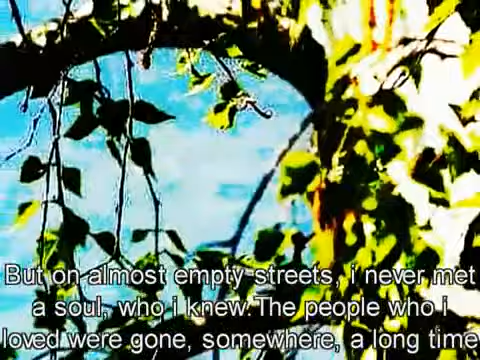 But on almost empty streets, i never met
a soul, who i knew.The people who i
loved were gone, somewhere, a long time